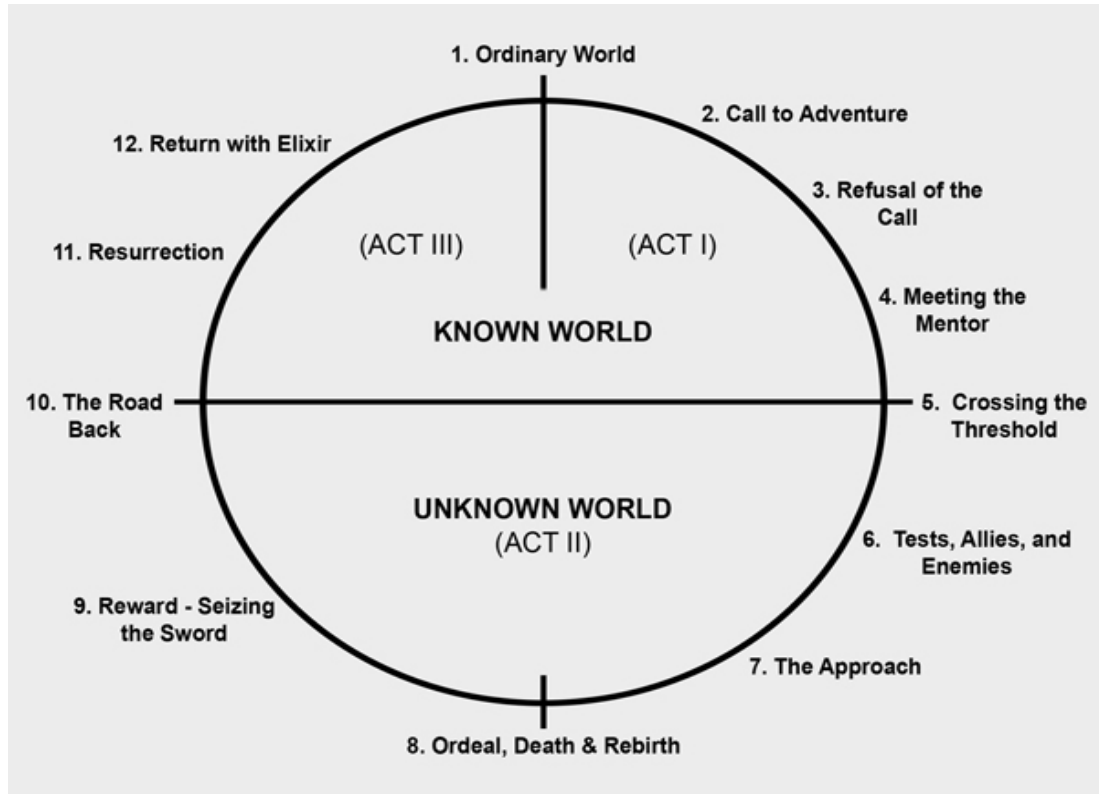 1. Ordinary World
2. Call to Adventure
3. Refusal of the
Call
4. Meeting the
Mentor
5. Crossing the
Threshold
6. Tests, Allies, and
Enemies
7. The Approach
8. Ordeal, Death & Rebirth
9. Reward - Seizing
the Sword
10. The Road
Back
11. Resurrection
12. Return with Elixir
(ACT III)
(ACT I)
KNOWN WORLD
UNKNOWN WORLD
(ACT II)